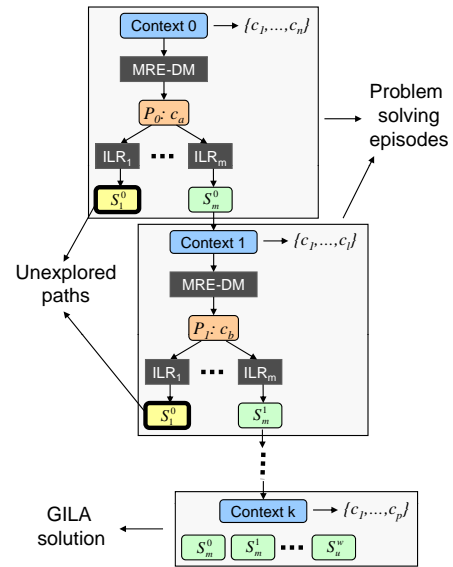 Context 0
{c₁,...,cₙ}
MRE-DM
P₀: cₐ
ILR₁
ILRₘ
S₁⁰
Sₘ⁰
Problem
solving
episodes
Context 1
{c₁,...,cₗ}
MRE-DM
P₁: c_b
ILR₁
ILRₘ
S₁⁰
Sₘ¹
Unexplored
paths
Context k
{c₁,...,cₚ}
Sₘ⁰
Sₘ¹
Sᵤʷ
GILA
solution